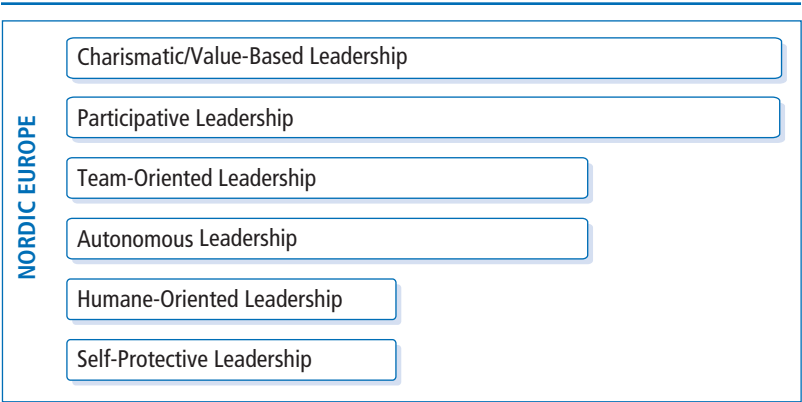 NORDIC EUROPE
Charismatic/Value-Based Leadership
Participative Leadership
Team-Oriented Leadership
Autonomous Leadership
Humane-Oriented Leadership
Self-Protective Leadership